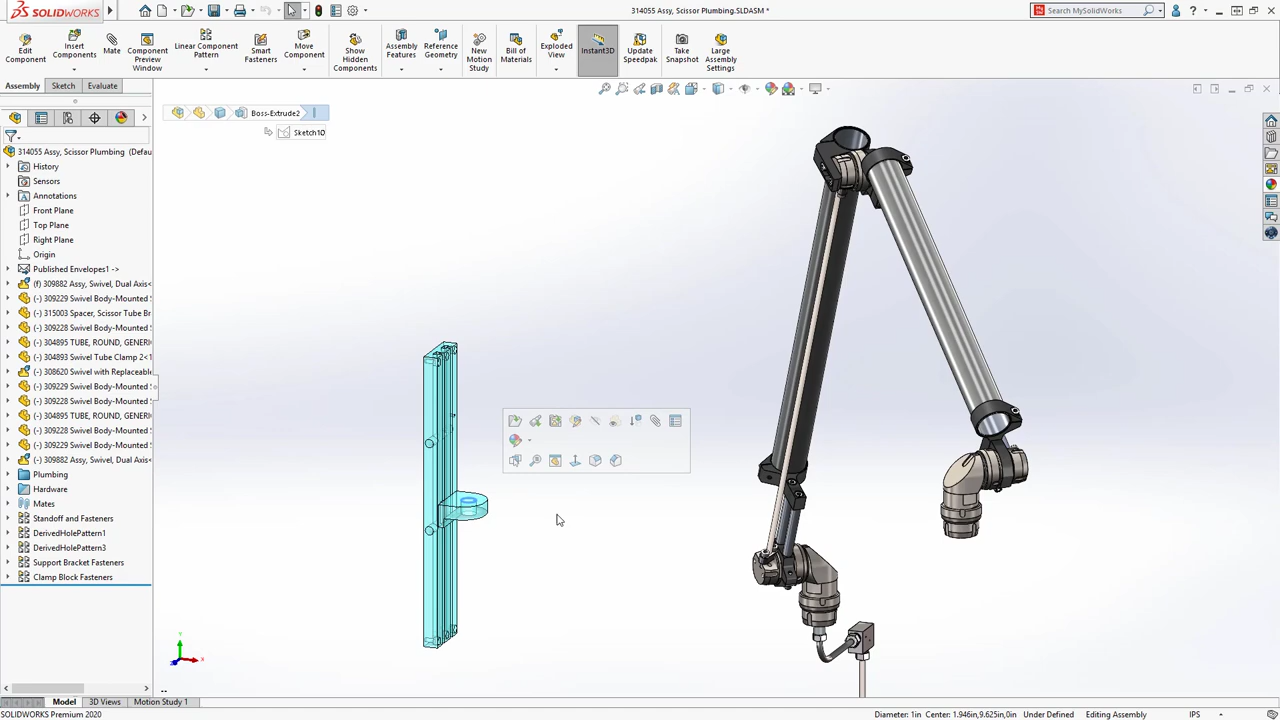 SOLIDWORKS
314055 Assy, Scissor Plumbing.SLDASM *
Search MySolidWorks
Edit Component
Insert Components
Mate
Component Preview Window
Linear Component Pattern
Smart Fasteners
Move Component
Show Hidden Components
Assembly Features
Reference Geometry
New Motion Study
Bill of Materials
Exploded View
Instant3D
Update Speedpak
Take Snapshot
Large Assembly Settings
Assembly
Sketch
Evaluate
Boss-Extrude2
Sketch10
314055 Assy, Scissor Plumbing (Defau
History
Sensors
Annotations
Front Plane
Top Plane
Right Plane
Origin
Published Envelopes1 ->
(f) 309882 Assy, Swivel, Dual Axis<
(-) 309229 Swivel Body-Mounted
(-) 315003 Spacer, Scissor Tube Br
(-) 309228 Swivel Body-Mounted
(-) 304895 TUBE, ROUND, GENERI
(-) 304893 Swivel Tube Clamp 2<1
(-) 308620 Swivel with Replaceable
(-) 309229 Swivel Body-Mounted
(-) 309228 Swivel Body-Mounted
(-) 304895 TUBE, ROUND, GENERI
(-) 309228 Swivel Body-Mounted
(-) 309229 Swivel Body-Mounted
(-) 309882 Assy, Swivel, Dual Axis<
Plumbing
Hardware
Mates
Standoff and Fasteners
DerivedHolePattern1
DerivedHolePattern3
Support Bracket Fasteners
Clamp Block Fasteners
Y
X
Z
Model
3D Views
Motion Study 1
SOLIDWORKS Premium 2020
Diameter: 1in Center: 1.946in,9.625in,0in
Under Defined
Editing Assembly
IPS